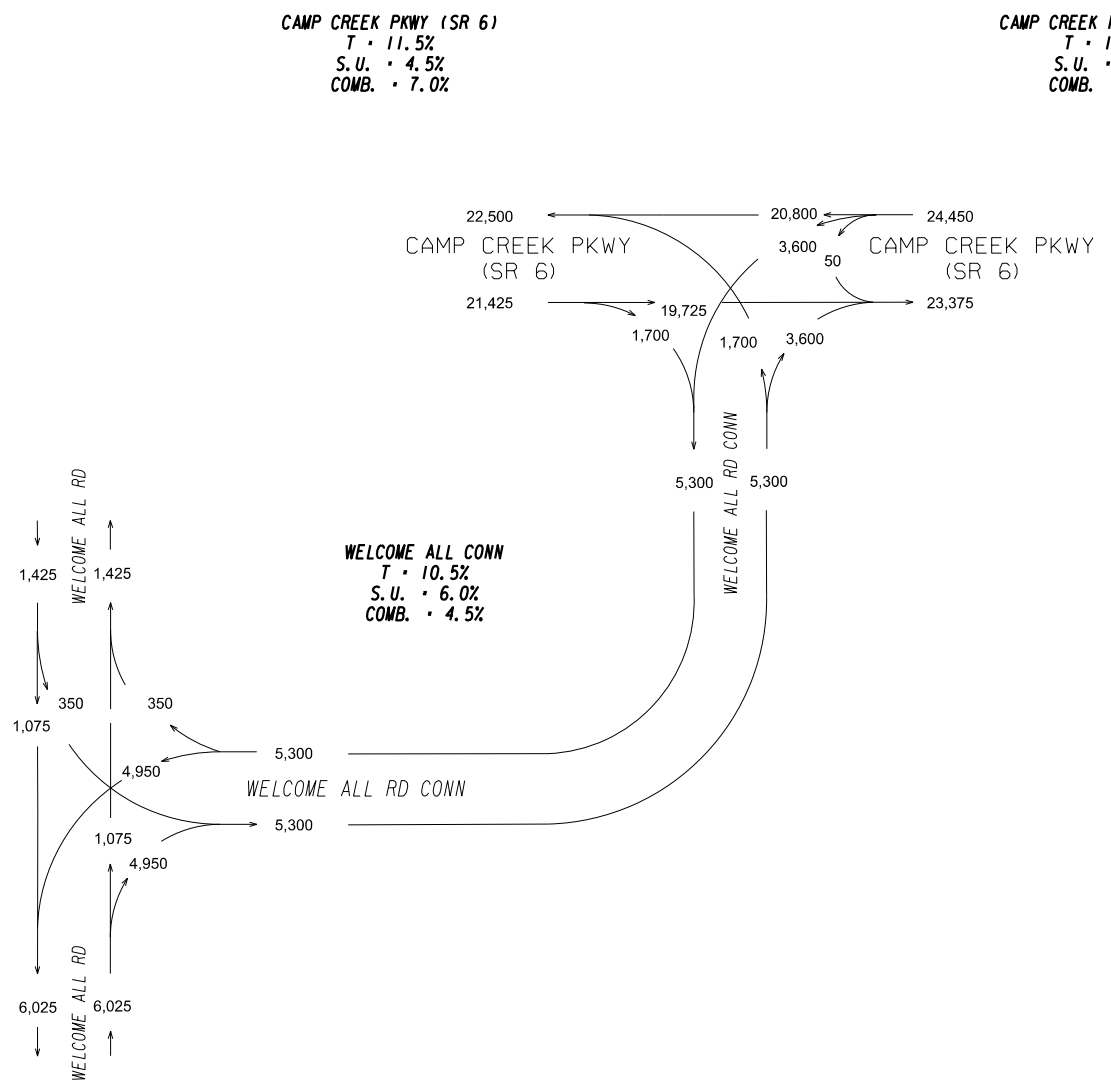 CAMP CREEK PKWY (SR 6)
T = 11.5%
S.U. = 4.5%
COMB. = 7.0%
CAMP CREEK
T = 1
S.U. =
COMB.
22,500
20,800
24,450
CAMP CREEK PKWY
(SR 6)
3,600
50
CAMP CREEK PKWY
(SR 6)
21,425
19,725
23,375
1,700
1,700
3,600
WELCOME ALL RD CONN
5,300
5,300
WELCOME ALL RD
1,425
1,425
WELCOME ALL CONN
T = 10.5%
S.U. = 6.0%
COMB. = 4.5%
350
350
1,075
5,300
4,950
WELCOME ALL RD CONN
5,300
1,075
4,950
WELCOME ALL RD
6,025
6,025